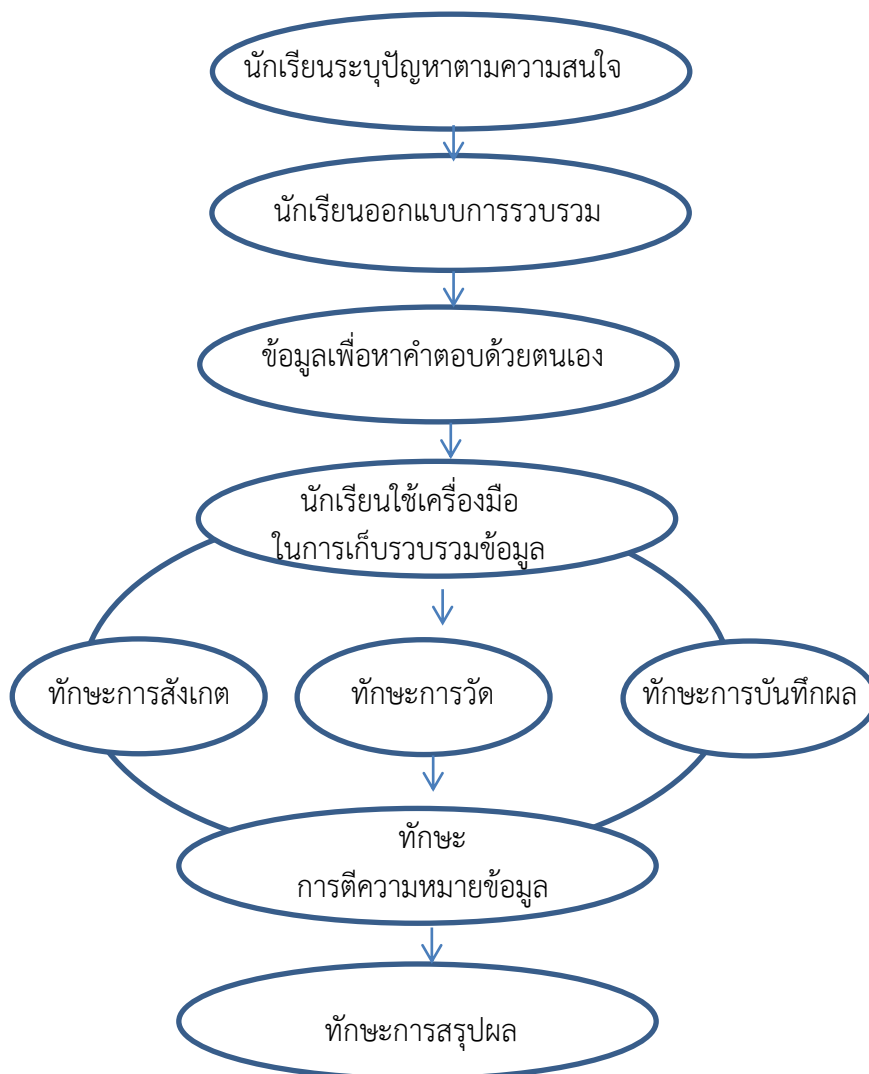 นักเรียนระบุปัญหาตามความสนใจ
นักเรียนออกแบบการรวบรวม
ข้อมูลเพื่อหาคำตอบด้วยตนเอง
นักเรียนใช้เครื่องมือ
ในการเก็บรวบรวมข้อมูล
ทักษะการสังเกต
ทักษะการวัด
ทักษะการบันทึกผล
ทักษะ
การตีความหมายข้อมูล
ทักษะการสรุปผล